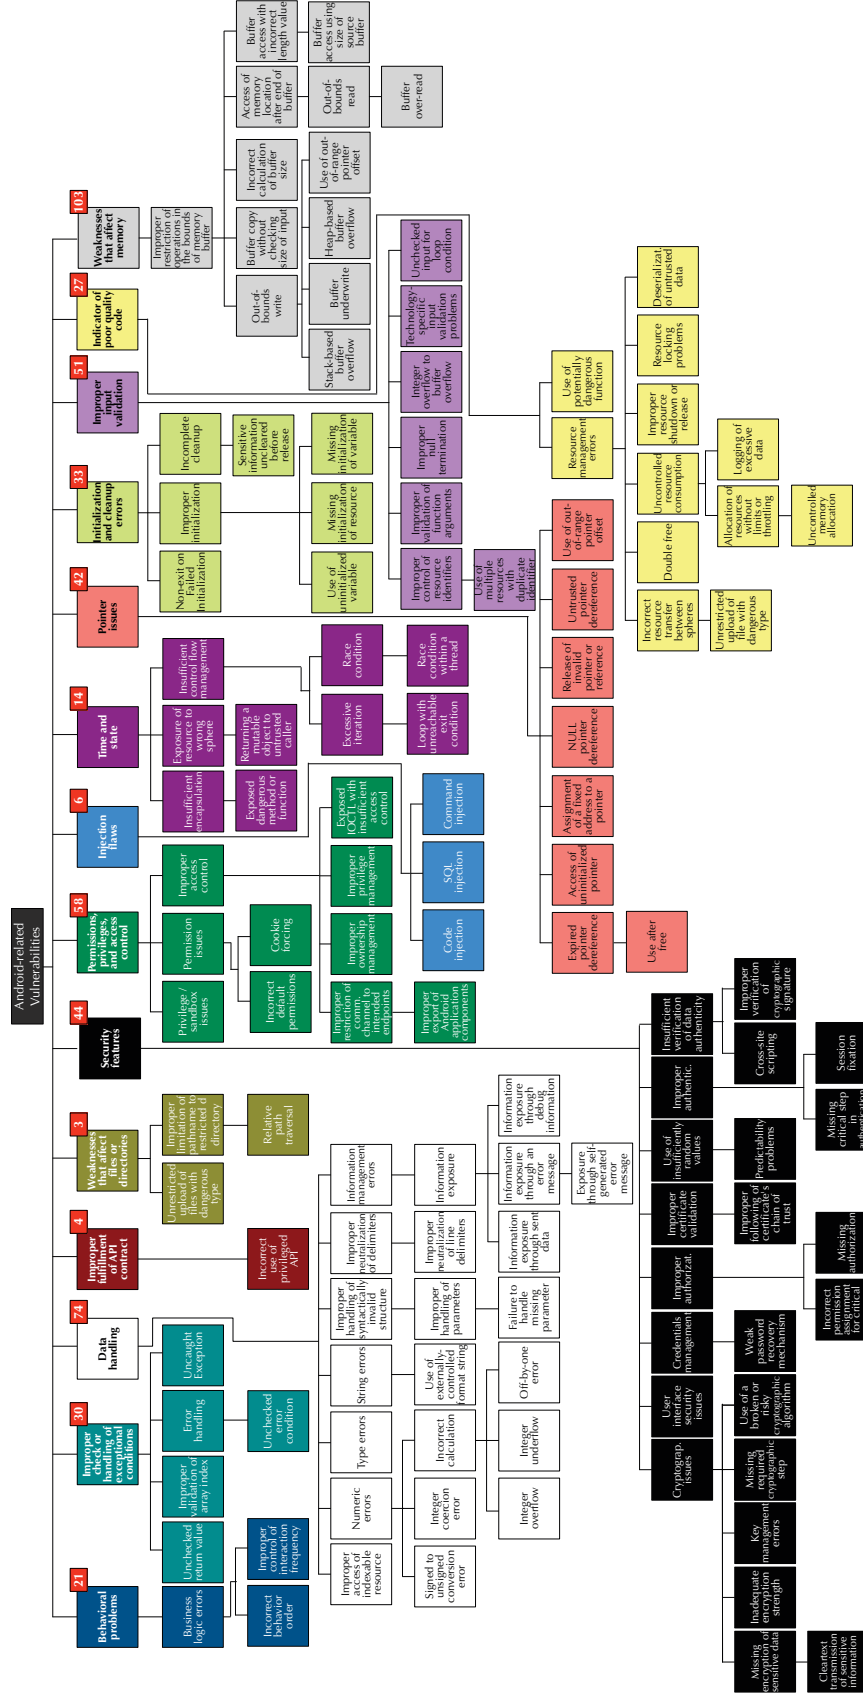 Android-related
Vulnerabilities
21
Behavioral
problems
Business
logic errors
Incorrect
behavior
order
Improper
control of
interaction
frequency
30
Improper
check or
handling of
exceptional
conditions
Unchecked
return value
Improper
validation of
array index
Error
handling
Uncaught
Exception
Unchecked
error
condition
74
Data
handling
Improper
access of
indexable
resource
Numeric
errors
Type errors
String errors
Improper
handling of
syntactically
invalid
structure
Improper
neutralization
of delimiters
Information
management
errors
Signed to
unsigned
conversion
error
Integer
coercion
error
Incorrect
calculation
Use of
externally-
controlled
format string
Improper
handling of
parameters
Improper
neutralization
of line
delimiters
Information
exposure
Integer
overflow
Integer
underflow
Off-by-one
error
Failure to
handle
missing
parameter
Information
exposure
through sent
data
Information
exposure
through an
error
message
Information
exposure
through
debug
information
Exposure
through self-
generated
error
message
4
Improper
fulfillment
of API
contract
Incorrect
use of
privileged
API
3
Weaknesses
that affect
files or
directories
Unrestricted
upload of
files with
dangerous
type
Improper
limitation of
pathname to
restricted d
directory
Relative
path
traversal
44
Security
features
Cryptograp.
issues
User
interface
security
issues
Credentials
management
Improper
authorizat.
Improper
certificate
validation
Use of
insufficiently
random
values
Improper
authentic.
Insufficient
verification
of data
authenticity
Missing
encryption of
sensitive data
Inadequate
encryption
strength
Key
management
errors
Missing
required
cryptographic
step
Use of a
broken or
risky
cryptographic
algorithm
Weak
password
recovery
mechanism
Improper
following of
certificate's
chain of
trust
Predictability
problems
Cross-site
scripting
Improper
verification
of
cryptographic
signature
Cleartext
transmission
of sensitive
information
Incorrect
permission
assignment
for critical
Missing
authorization
Missing
critical step
in
authentication
Session
fixation
58
Permissions,
privileges,
and access
control
Privilege /
sandbox
issues
Permission
issues
Improper
access
control
Incorrect
default
permissions
Cookie
forcing
Improper
restriction of
comm.
channel to
intended
endpoints
Improper
ownership
management
Improper
privilege
management
Exposed
IOCTL with
insufficient
access
control
Improper
export of
Android
application
components
6
Injection
flaws
Code
injection
SQL
injection
Command
injection
14
Time and
state
Insufficient
encapsulation
Exposure of
resource to
wrong
sphere
Insufficient
control flow
management
Exposed
dangerous
method or
function
Returning a
mutable
object to
untrusted
caller
Excessive
iteration
Race
condition
Loop with
unreachable
exit
condition
Race
condition
within a
thread
42
Pointer
issues
Expired
pointer
dereference
Access of
uninitialized
pointer
Assignment
of a fixed
address to a
pointer
NULL
pointer
dereference
Release of
invalid
pointer or
reference
Untrusted
pointer
dereference
Use of out-
of-range
pointer
offset
Use after
free
33
Initialization
and cleanup
errors
Non-exit on
Failed
Initialization
Improper
initialization
Incomplete
cleanup
Sensitive
information
uncleared
before
release
Use of
uninitialized
variable
Missing
initialization
of resource
Missing
initialization
of variable
51
Improper
input
validation
Improper
control of
resource
identifiers
Improper
validation of
function
arguments
Improper
null
termination
Integer
overflow to
buffer
overflow
Technology-
specific
input
validation
problems
Unchecked
input for
loop
condition
Use of
multiple
resources
with
duplicate
identifier
27
Indicator of
poor quality
code
Resource
management
errors
Use of
potentially
dangerous
function
Incorrect
resource
transfer
between
spheres
Double free
Uncontrolled
resource
consumption
Improper
resource
shutdown or
release
Resource
locking
problems
Deserializat.
of untrusted
data
Unrestricted
upload of
file with
dangerous
type
Allocation of
resources
without
limits or
throttling
Logging of
excessive
data
Uncontrolled
memory
allocation
103
Weaknesses
that affect
memory
Improper
restriction of
operations in
the bounds
of memory
buffer
Out-of-
bounds
write
Buffer copy
without
checking
size of input
Incorrect
calculation
of buffer
size
Access of
memory
location
after end of
buffer
Buffer
access with
incorrect
length value
Stack-based
buffer
overflow
Buffer
underwrite
Heap-based
buffer
overflow
Use of out-
of-range
pointer
offset
Out-of-
bounds
read
Buffer
access using
size of
source
buffer
Buffer
over-read